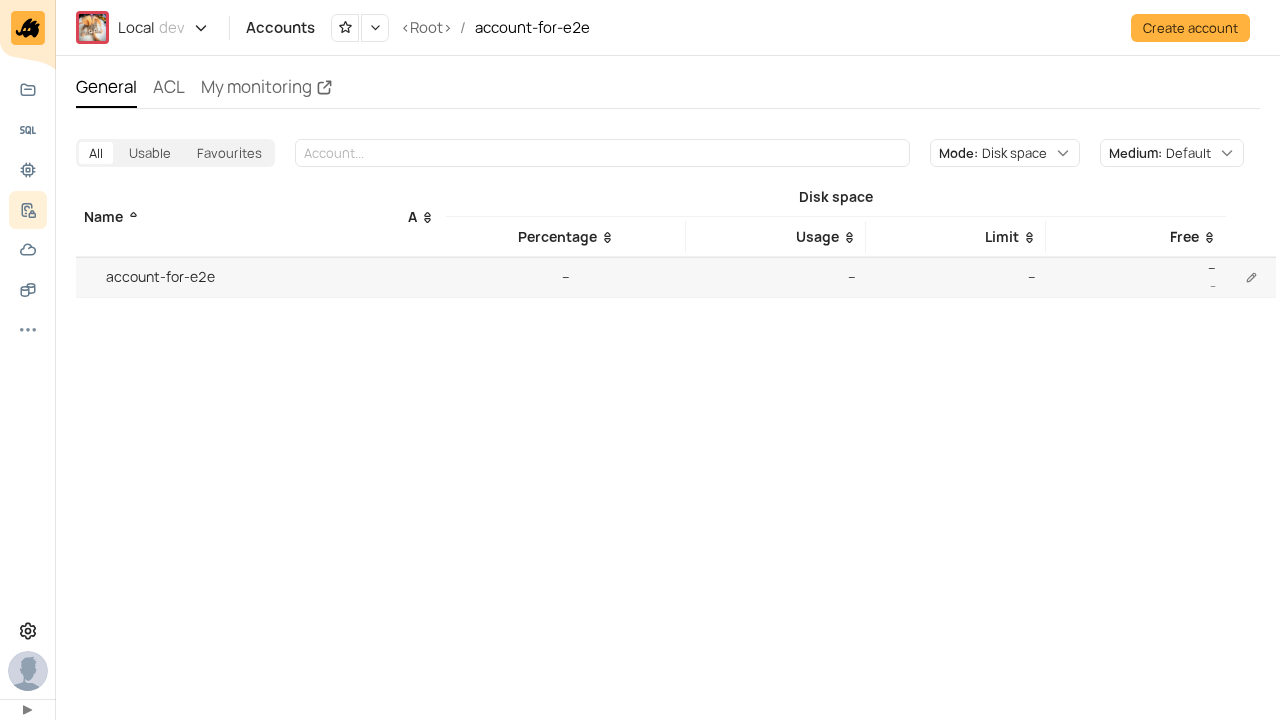 Local dev Accounts <Root> / account-for-e2e Create account
General ACL My monitoring
SQL
All Usable Favourites Account... Mode: Disk space Medium: Default
Disk space
Name A
Percentage Usage Limit Free
account-for-e2e – – – –
–